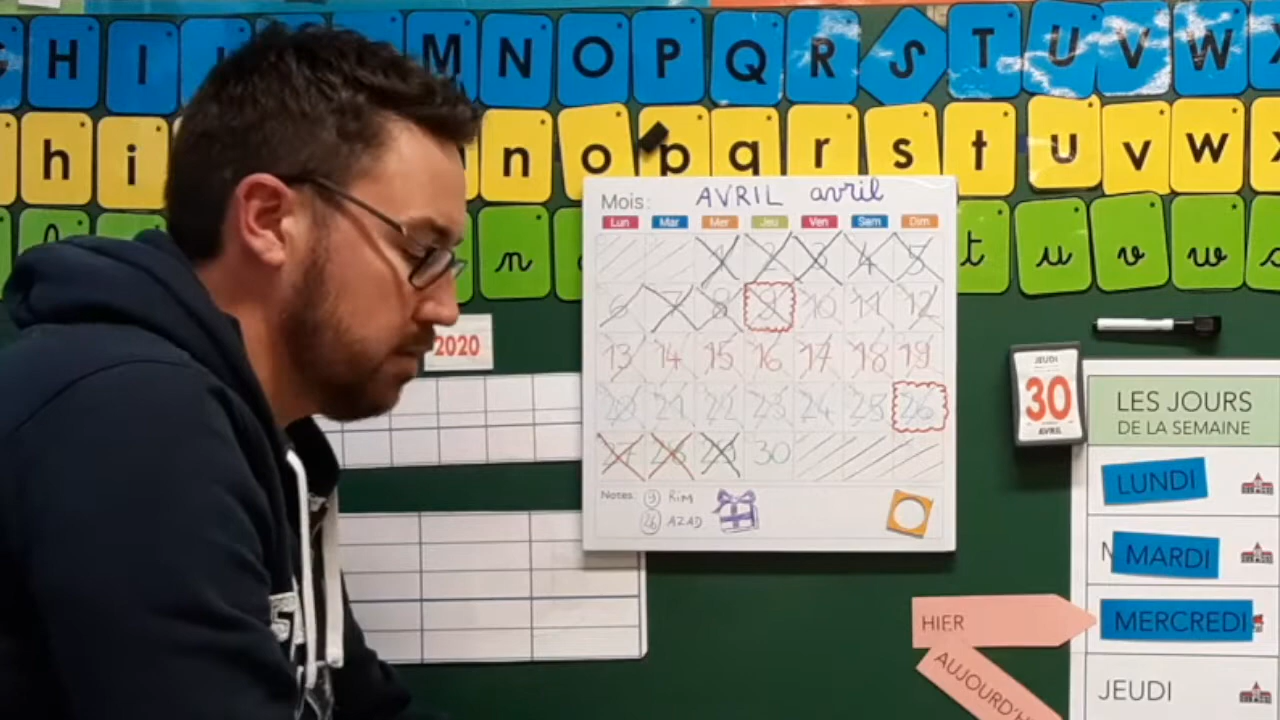 H I M N O P Q R S T U V W X
h i n o p q r s t u v w x
n t u v w
Mois: AVRIL avril
Lun Mar Mer Jeu Ven Sam Dim
1 2 3 4 5
6 7 8 9 10 11 12
13 14 15 16 17 18 19
20 21 22 23 24 25 26
27 28 29 30
Notes: 9 RIM
26 AZAD
2020
JEUDI
30
AVRIL
LES JOURS
DE LA SEMAINE
LUNDI
MARDI
MERCREDI
JEUDI
HIER
AUJOURD'H